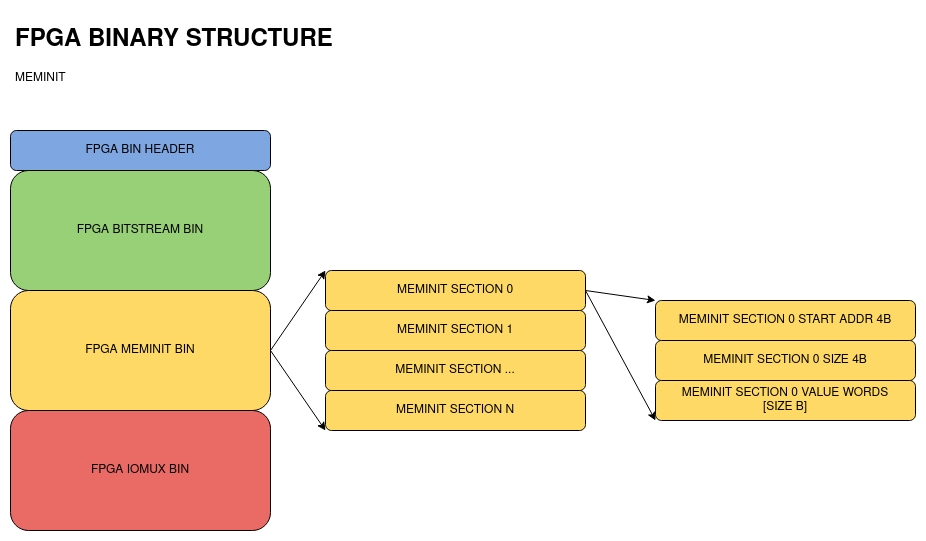 FPGA BINARY STRUCTURE
MEMINIT
FPGA BIN HEADER
FPGA BITSTREAM BIN
FPGA MEMINIT BIN
FPGA IOMUX BIN
MEMINIT SECTION 0
MEMINIT SECTION 1
MEMINIT SECTION ...
MEMINIT SECTION N
MEMINIT SECTION 0 START ADDR 4B
MEMINIT SECTION 0 SIZE 4B
MEMINIT SECTION 0 VALUE WORDS
[SIZE B]